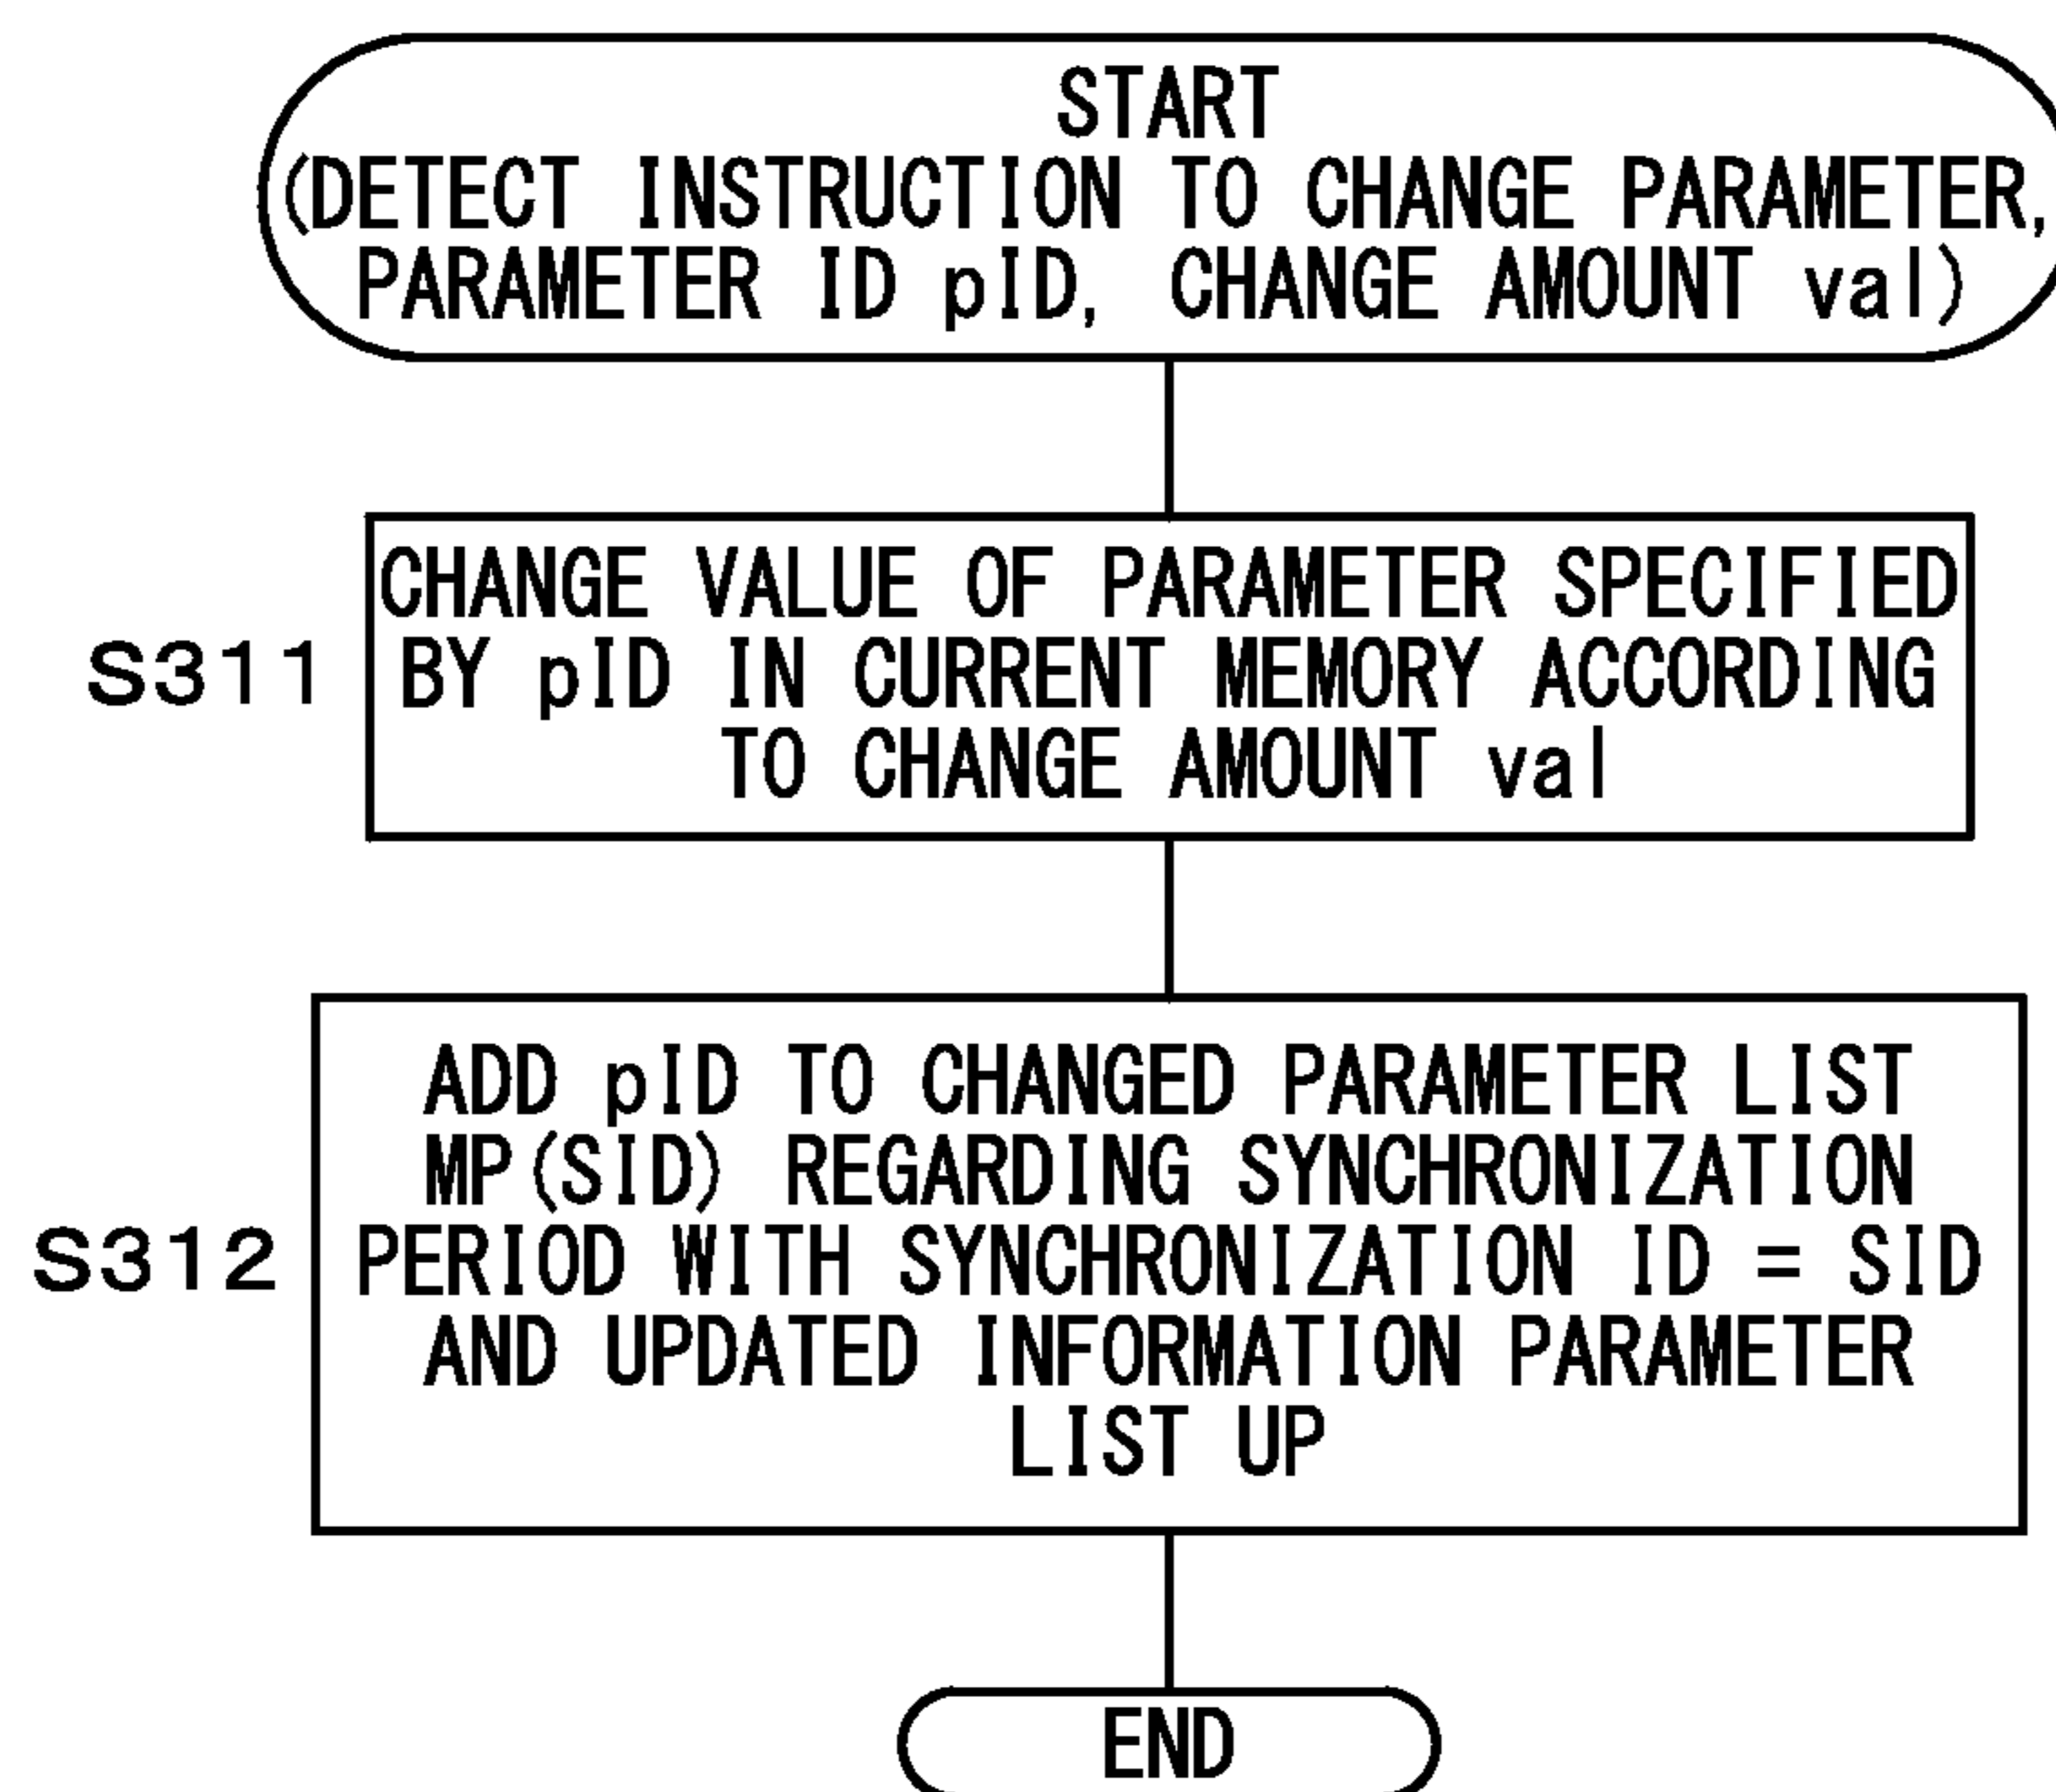 START
(DETECT INSTRUCTION TO CHANGE PARAMETER,
PARAMETER ID pID, CHANGE AMOUNT val)
S311
CHANGE VALUE OF PARAMETER SPECIFIED
BY pID IN CURRENT MEMORY ACCORDING
TO CHANGE AMOUNT val
S312
ADD pID TO CHANGED PARAMETER LIST
MP(SID) REGARDING SYNCHRONIZATION
PERIOD WITH SYNCHRONIZATION ID = SID
AND UPDATED INFORMATION PARAMETER
LIST UP
END